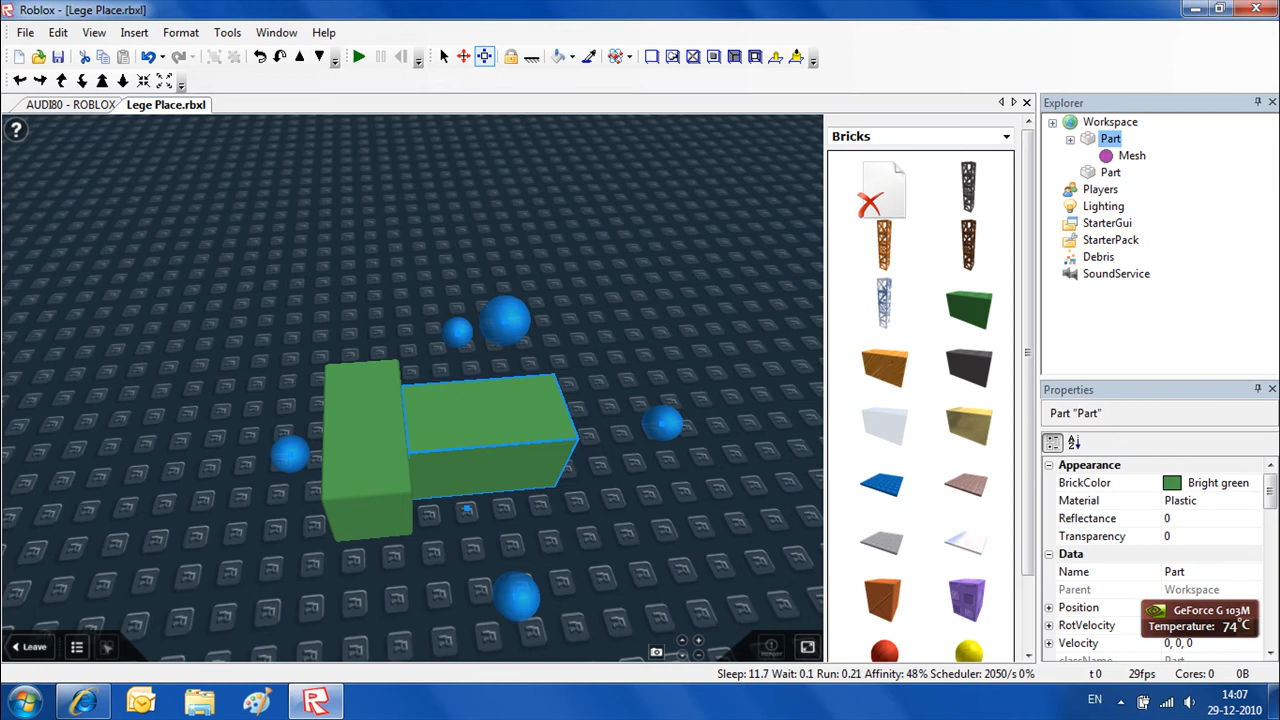 Roblox - [Lege Place.rbxl]
File Edit View Insert Format Tools Window Help
AUDI80 - ROBLOX Lege Place.rbxl
?
Bricks
Leave
Explorer
Workspace
Part
Mesh
Part
Players
Lighting
StarterGui
StarterPack
Debris
SoundService
Properties
Part "Part"
Appearance
BrickColor Bright green
Material Plastic
Reflectance 0
Transparency 0
Data
Name Part
Parent Workspace
Position
RotVelocity
Velocity 0, 0, 0
GeForce G 103M
Temperature: 74°C
Sleep: 11.7 Wait: 0.1 Run: 0.21 Affinity: 48% Scheduler: 2050/s 0% t 0 29fps Cores: 0 0B
EN
14:07
29-12-2010